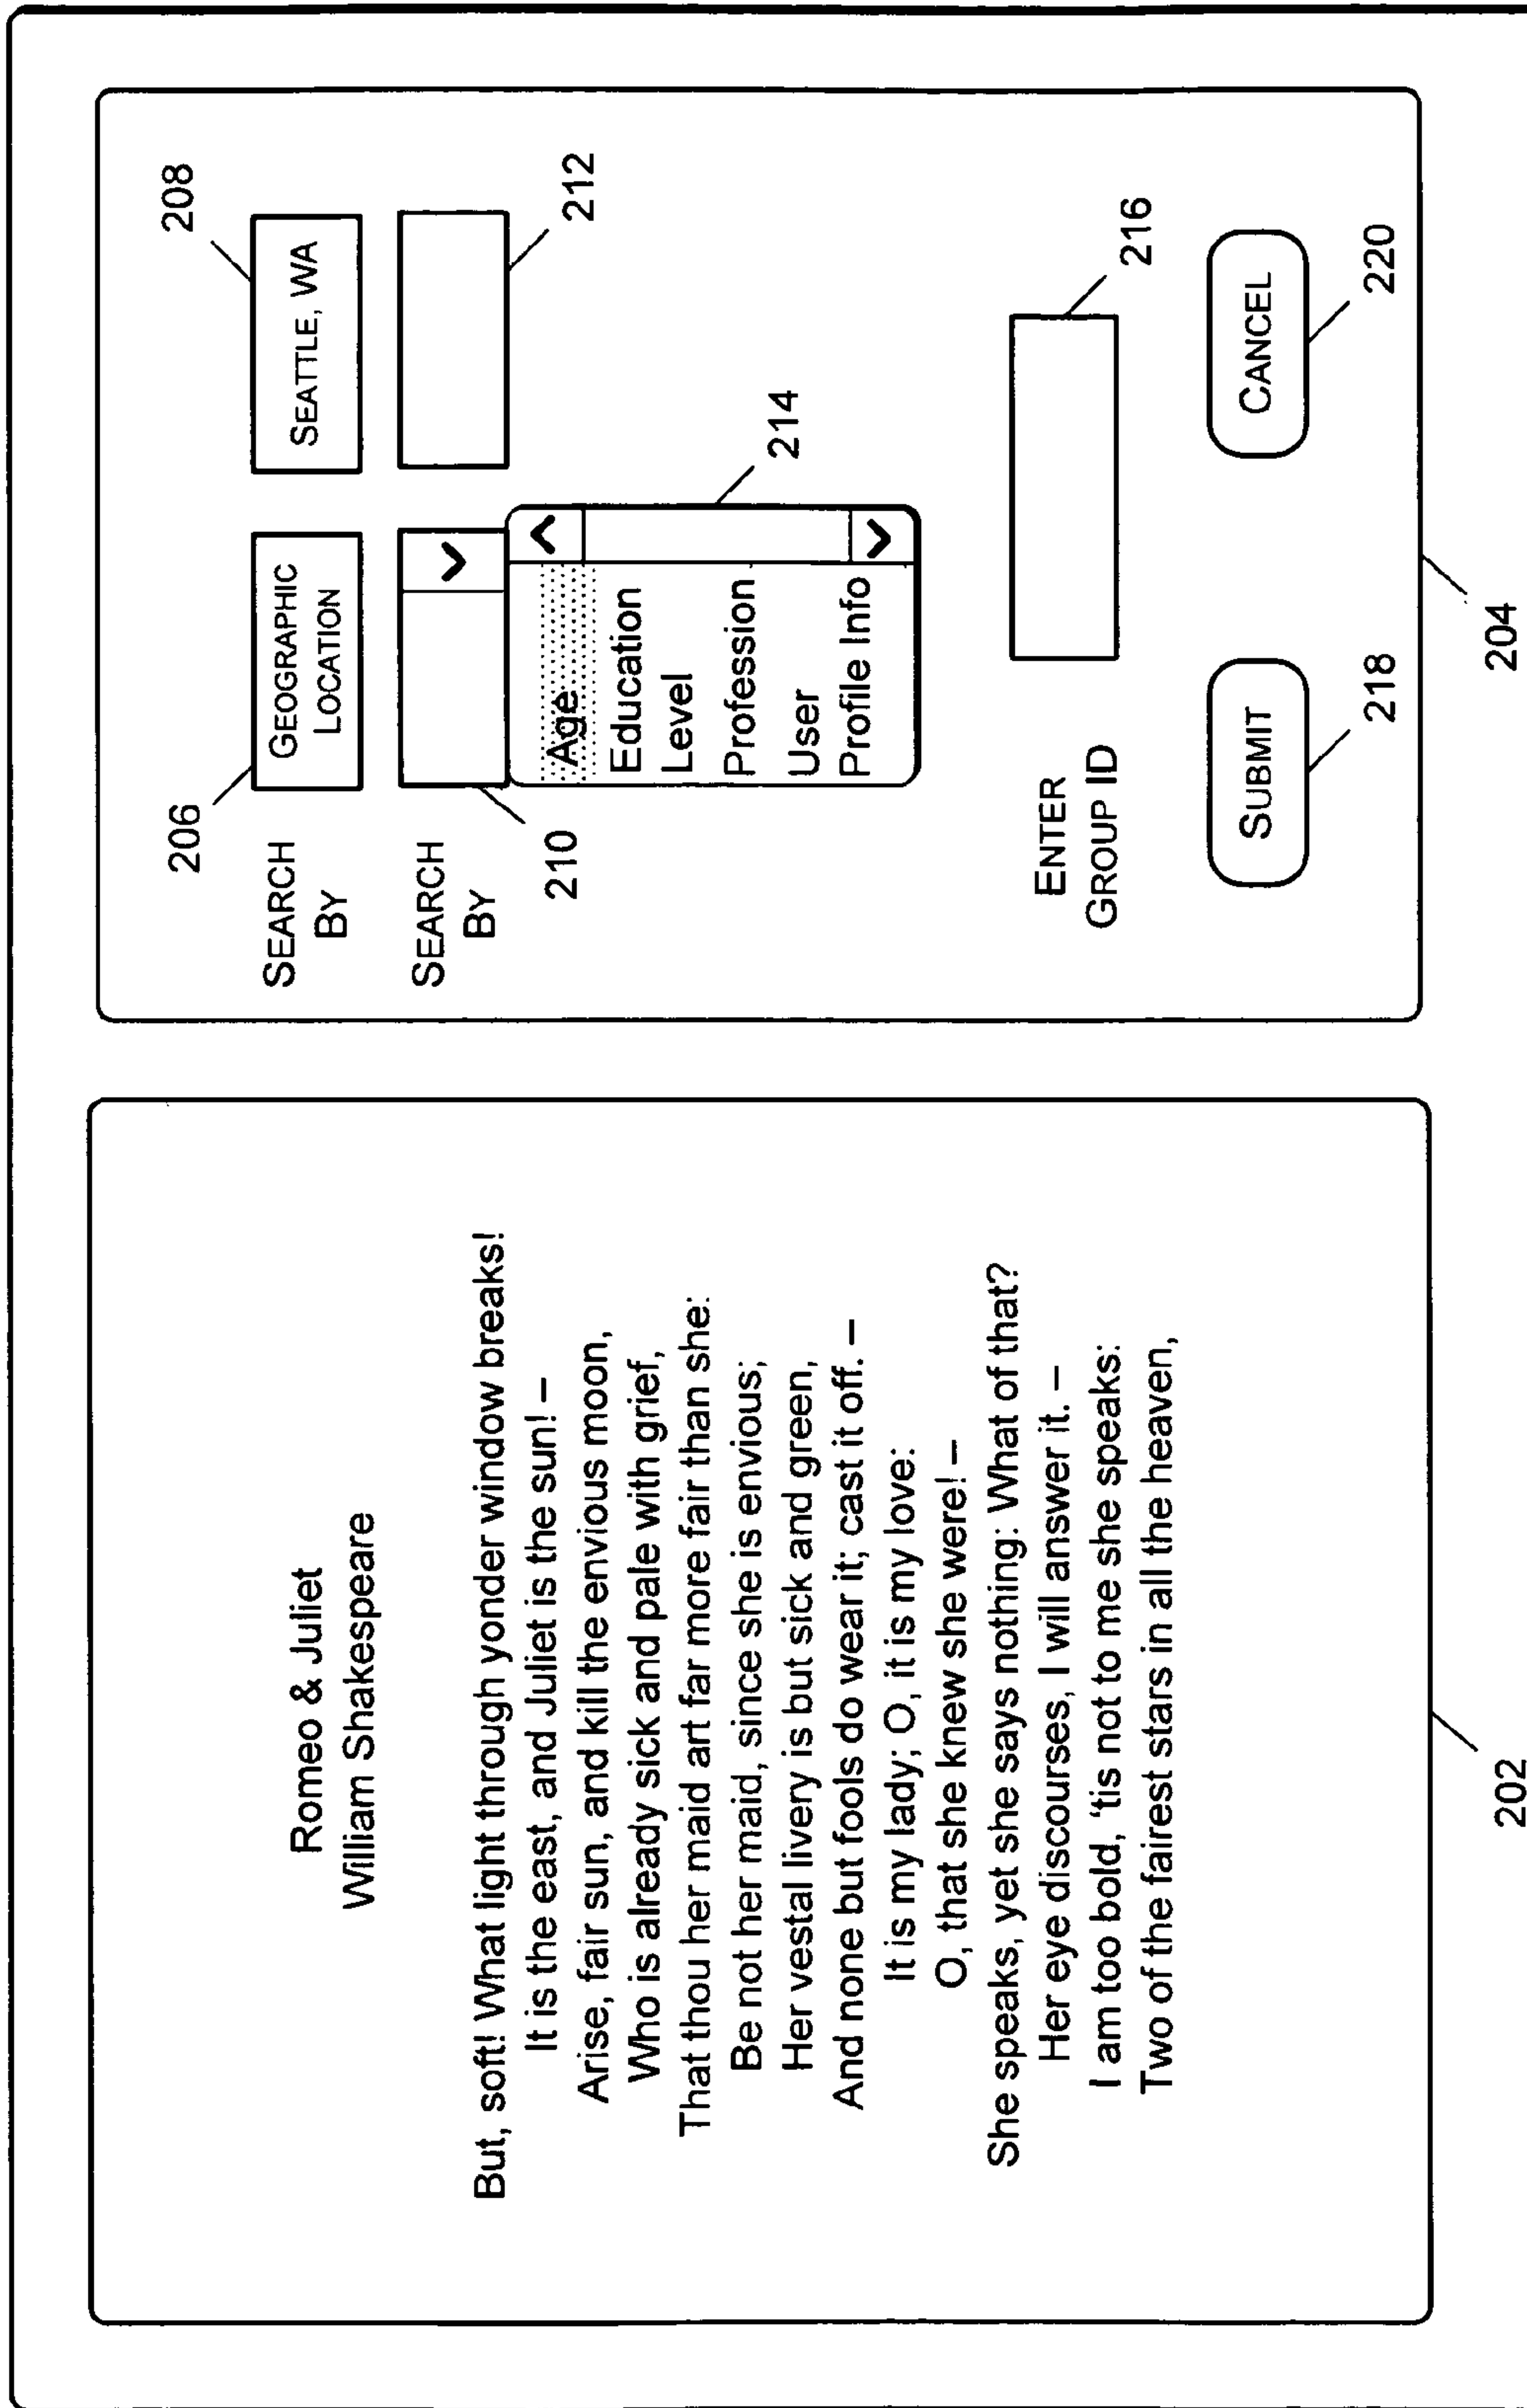 Romeo & Juliet
William Shakespeare
But, soft! What light through yonder window breaks!
It is the east, and Juliet is the sun! –
Arise, fair sun, and kill the envious moon,
Who is already sick and pale with grief,
That thou her maid art far more fair than she:
Be not her maid, since she is envious;
Her vestal livery is but sick and green,
And none but fools do wear it; cast it off. –
It is my lady; O, it is my love:
O, that she knew she were! –
She speaks, yet she says nothing: What of that?
Her eye discourses, I will answer it. –
I am too bold, 'tis not to me she speaks:
Two of the fairest stars in all the heaven,
202
206
208
SEARCH
BY
GEOGRAPHIC
LOCATION
SEATTLE, WA
SEARCH
BY
210
212
Age
Education
Level
Profession
User
Profile Info
214
ENTER
GROUP ID
216
SUBMIT
CANCEL
218
220
204